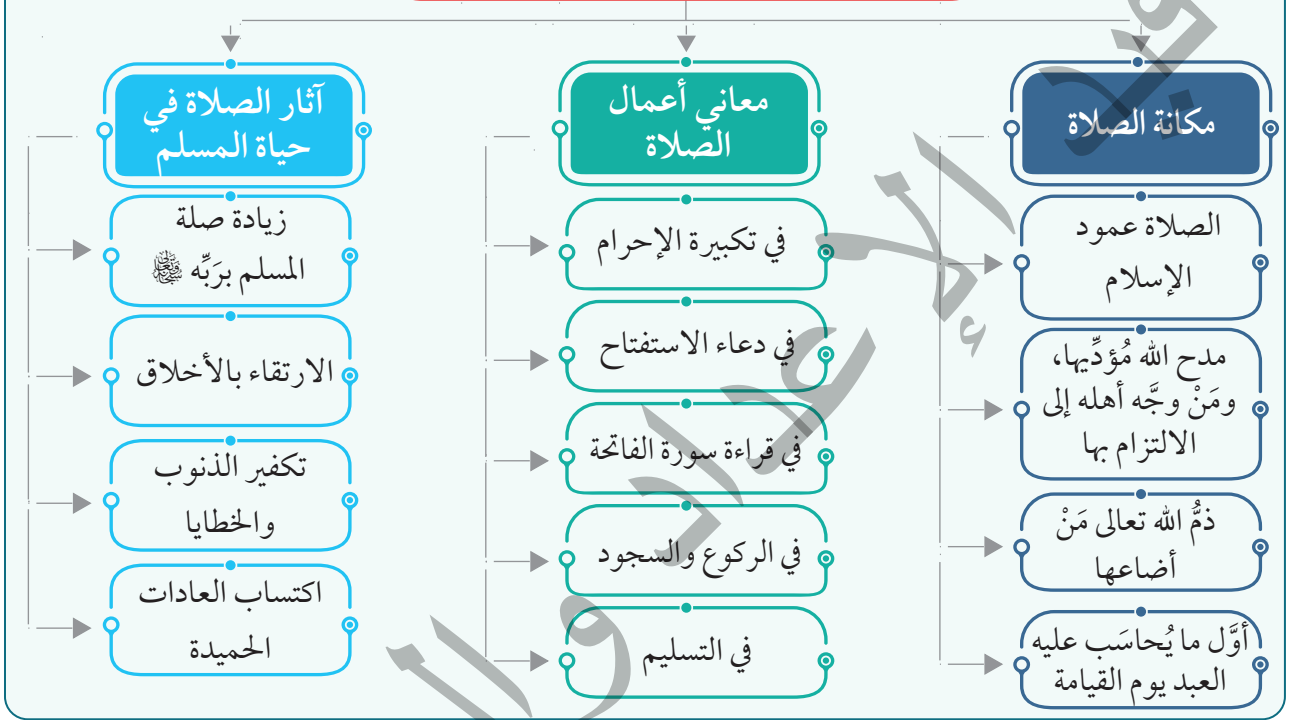 مكانة الصلاة
الصلاة عمود
الإسلام
مدح الله مُؤدِّيها،
ومَنْ وجَّه أهله إلى
الالتزام بها
ذمُّ الله تعالى مَنْ
أضاعها
أوَّل ما يُحاسَب عليه
العبد يوم القيامة
معاني أعمال
الصلاة
في تكبيرة الإحرام
في دعاء الاستفتاح
في قراءة سورة الفاتحة
في الركوع والسجود
في التسليم
آثار الصلاة في
حياة المسلم
زيادة صلة
المسلم برَبِّه ﷾
الارتقاء بالأخلاق
تكفير الذنوب
والخطايا
اكتساب العادات
الحميدة